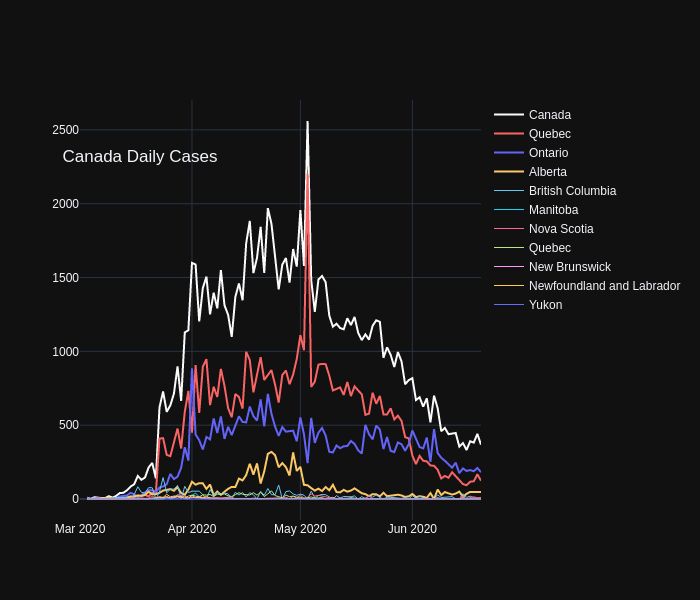 Canada Daily Cases
2500
2000
1500
1000
500
0
Mar 2020
Apr 2020
May 2020
Jun 2020
Canada
Quebec
Ontario
Alberta
British Columbia
Manitoba
Nova Scotia
Quebec
New Brunswick
Newfoundland and Labrador
Yukon